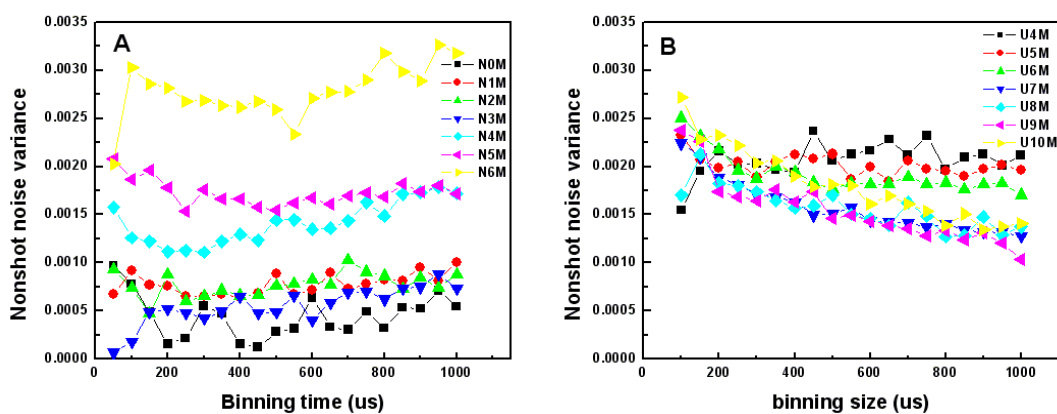 A
Nonshot noise variance
0.0035
0.0030
0.0025
0.0020
0.0015
0.0010
0.0005
0.0000
0
200
400
600
800
1000
Binning time (us)
N0M
N1M
N2M
N3M
N4M
N5M
N6M
B
Nonshot noise variance
0.0035
0.0030
0.0025
0.0020
0.0015
0.0010
0.0005
0.0000
0
200
400
600
800
1000
binning size (us)
U4M
U5M
U6M
U7M
U8M
U9M
U10M